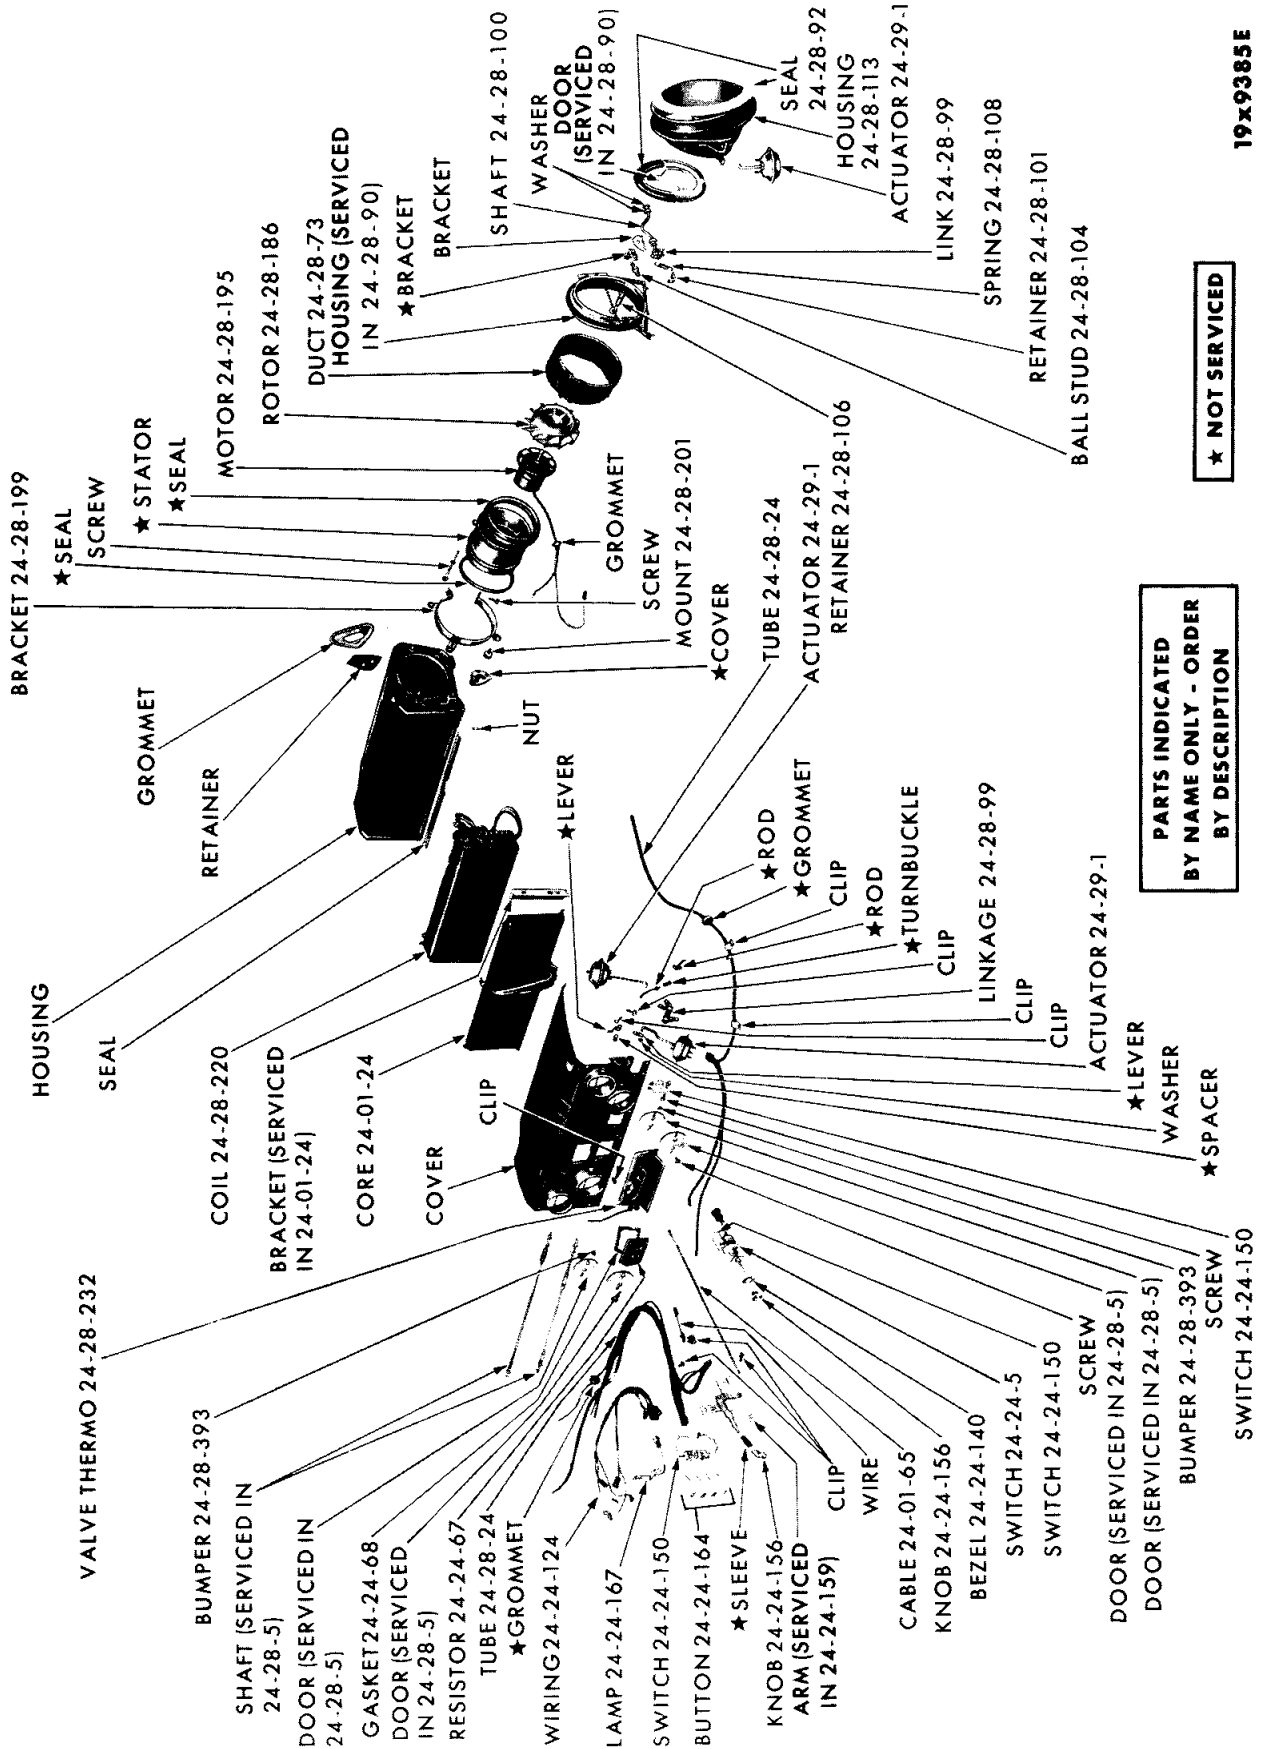 BRACKET 24-28-199
★SEAL
SCREW
★STATOR
★SEAL
MOTOR 24-28-195
ROTOR 24-28-186
DUCT 24-28-73
HOUSING (SERVICED
IN 24-28-90)
★BRACKET
BRACKET
SHAFT 24-28-100
WASHER
DOOR
(SERVICED
IN 24-28-90)
SEAL
24-28-92
HOUSING
24-28-113
ACTUATOR 24-29-1
LINK 24-28-99
SPRING 24-28-108
RETAINER 24-28-101
BALL STUD 24-28-104
GROMMET
RETAINER
HOUSING
SEAL
COIL 24-28-220
BRACKET (SERVICED
IN 24-01-24)
CORE 24-01-24
COVER
CLIP
NUT
★LEVER
GROMMET
SCREW
MOUNT 24-28-201
★COVER
TUBE 24-28-24
ACTUATOR 24-29-1
RETAINER 24-28-106
★ROD
★GROMMET
CLIP
★ROD
★TURNBUCKLE
CLIP
LINKAGE 24-28-99
CLIP
CLIP
ACTUATOR 24-29-1
★LEVER
WASHER
★SPACER
VALVE THERMO 24-28-232
BUMPER 24-28-393
SHAFT (SERVICED IN
24-28-5)
DOOR (SERVICED IN
24-28-5)
GASKET 24-24-68
DOOR (SERVICED
IN 24-28-5)
RESISTOR 24-24-67
TUBE 24-28-24
★GROMMET
WIRING 24-24-124
LAMP 24-24-167
SWITCH 24-24-150
BUTTON 24-24-164
★SLEEVE
KNOB 24-24-156
ARM (SERVICED
IN 24-24-159)
CLIP
WIRE
CABLE 24-01-65
KNOB 24-24-156
BEZEL 24-24-140
SWITCH 24-24-5
SWITCH 24-24-150
SCREW
DOOR (SERVICED IN 24-28-5)
DOOR (SERVICED IN 24-28-5)
BUMPER 24-28-393
SCREW
SWITCH 24-24-150
PARTS INDICATED
BY NAME ONLY - ORDER
BY DESCRIPTION
★ NOT SERVICED
19x9385E